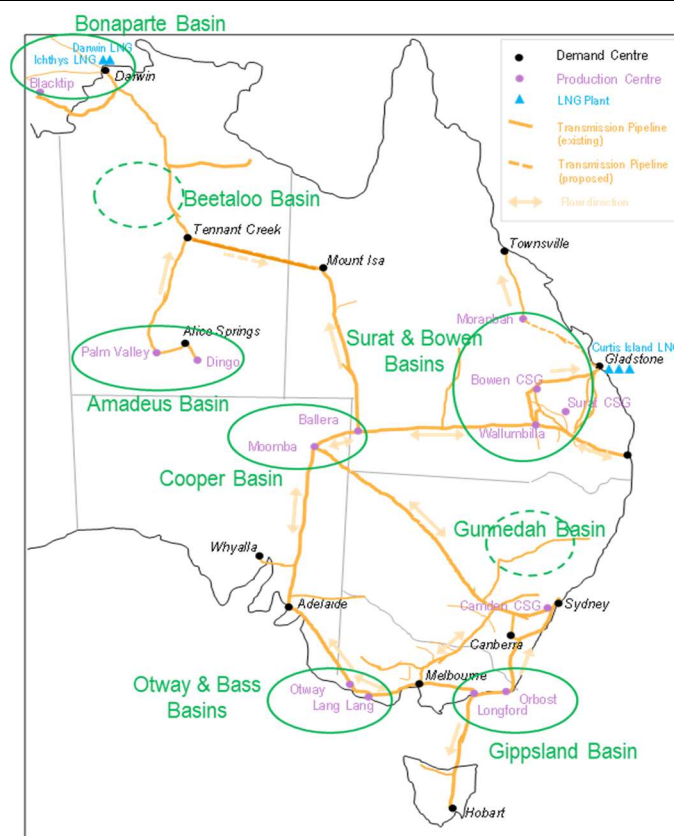 Bonaparte Basin
Darwin LNG
Ichthys LNG
Darwin
Blacktip
Demand Centre
Production Centre
LNG Plant
Transmission Pipeline
(existing)
Transmission Pipeline
(proposed)
Flow direction
Beetaloo Basin
Tennant Creek
Townsville
Mount Isa
Moranbah
Surat & Bowen
Basins
Alice Springs
Palm Valley
Dingo
Curtis Island LNG
Gladstone
Bowen CSG
Surat CSG
Amadeus Basin
Ballera
Wallumbilla
Moomba
Cooper Basin
Gunnedah Basin
Whyalla
Adelaide
Camden CSG
Sydney
Canberra
Otway & Bass
Basins
Otway
Lang Lang
Melbourne
Orbost
Longford
Gippsland Basin
Hobart